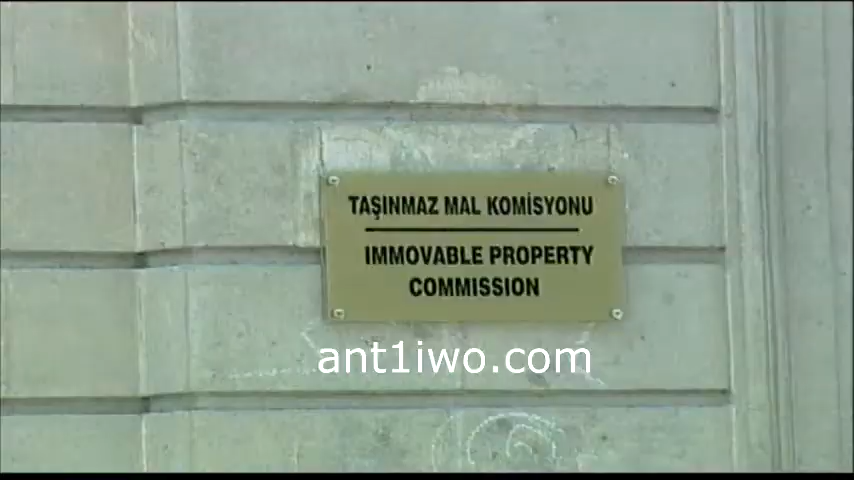 TAŞINMAZ MAL KOMİSYONU
IMMOVABLE PROPERTY
COMMISSION
ant1iwo.com